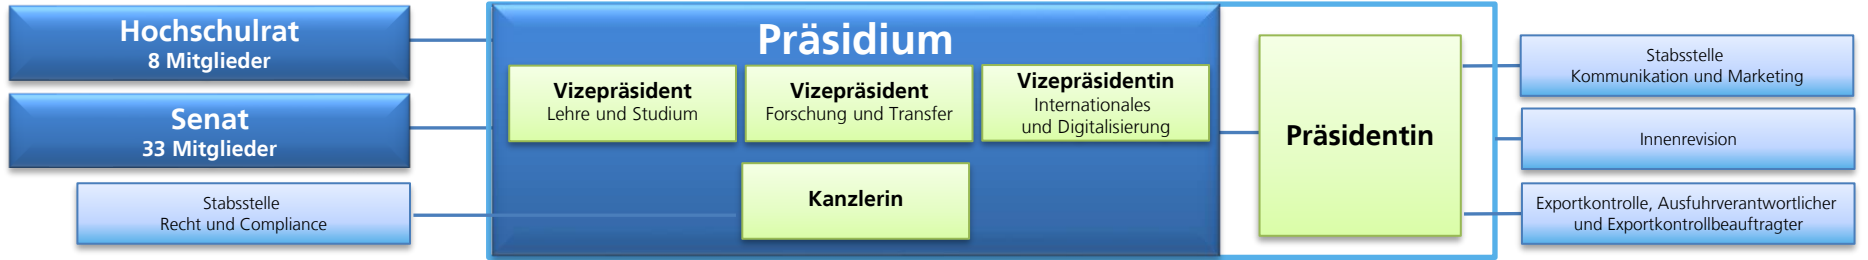 Hochschulrat
8 Mitglieder
Senat
33 Mitglieder
Stabsstelle
Recht und Compliance
Präsidium
Vizepräsident
Lehre und Studium
Vizepräsident
Forschung und Transfer
Vizepräsidentin
Internationales
und Digitalisierung
Kanzlerin
Präsidentin
Stabsstelle
Kommunikation und Marketing
Innenrevision
Exportkontrolle, Ausfuhrverantwortlicher
und Exportkontrollbeauftragter